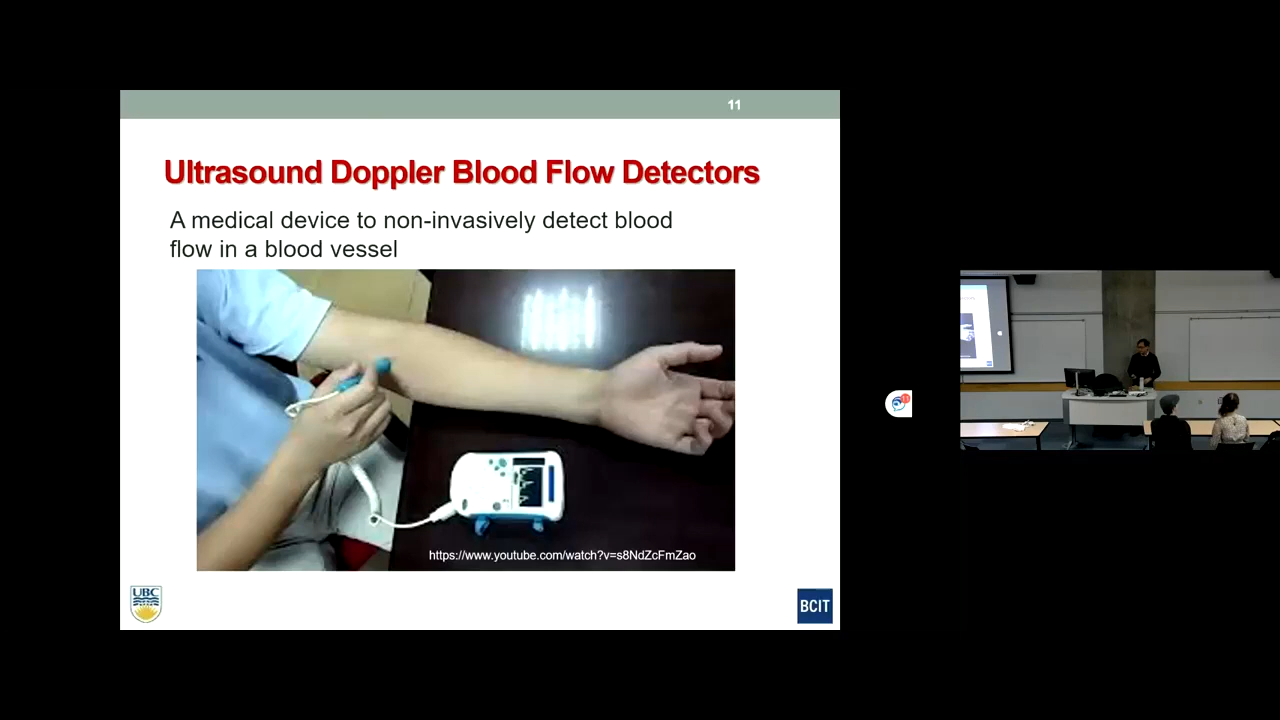 11
Ultrasound Doppler Blood Flow Detectors
A medical device to non-invasively detect blood
flow in a blood vessel
https://www.youtube.com/watch?v=s8NdZcFmZao
UBC
BCIT